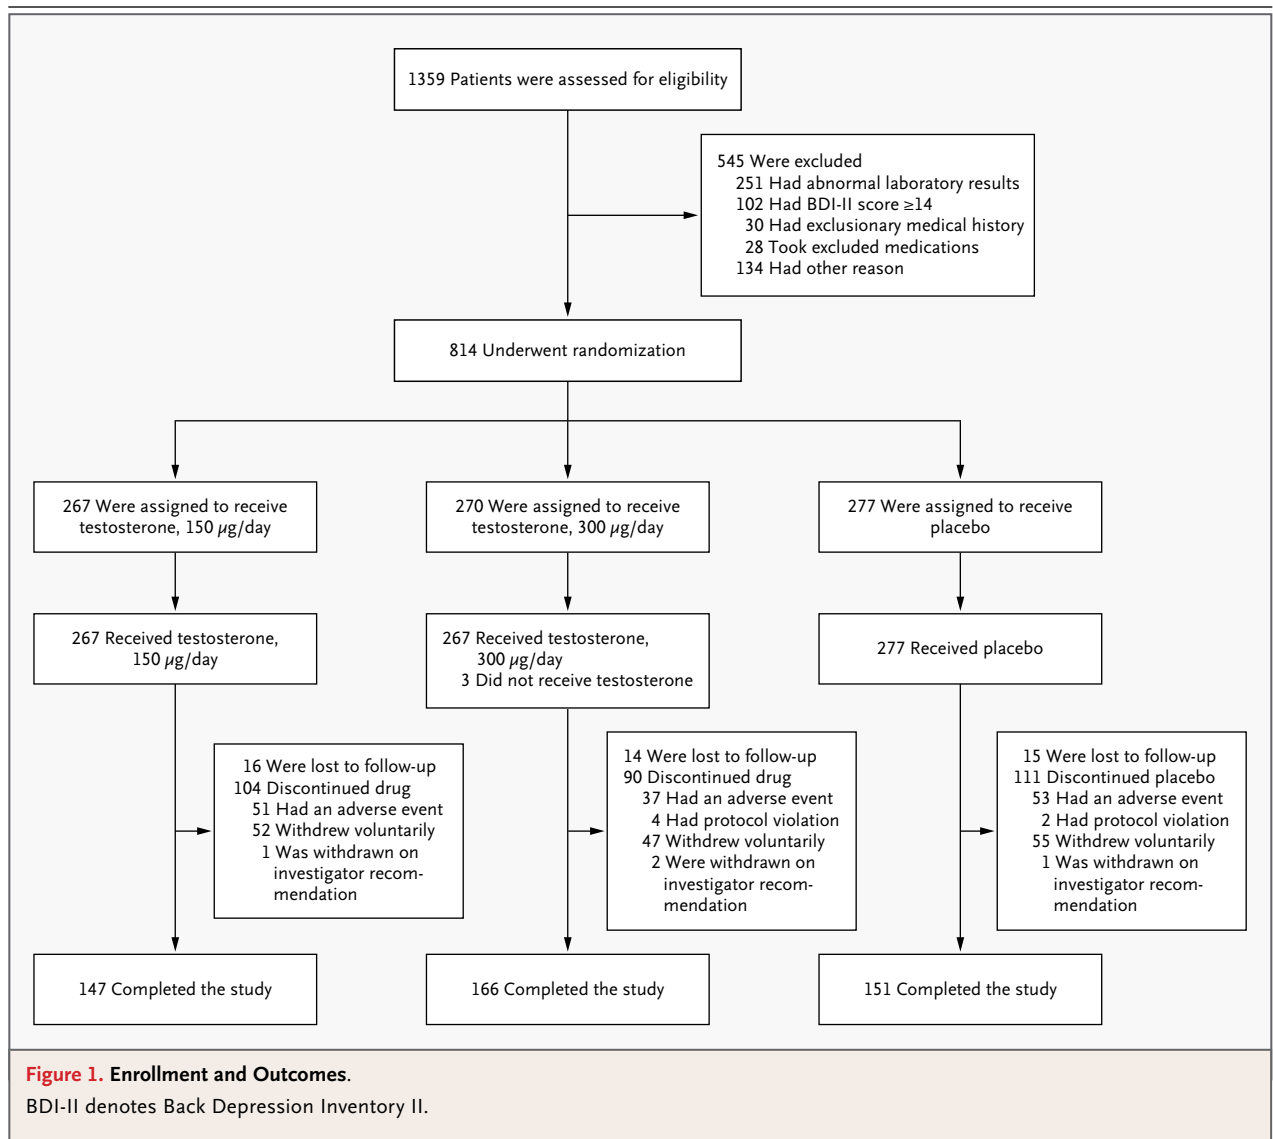 1359 Patients were assessed for eligibility
545 Were excluded
251 Had abnormal laboratory results
102 Had BDI-II score ≥14
30 Had exclusionary medical history
28 Took excluded medications
134 Had other reason
814 Underwent randomization
267 Were assigned to receive
testosterone, 150 µg/day
270 Were assigned to receive
testosterone, 300 µg/day
277 Were assigned to receive
placebo
267 Received testosterone,
150 µg/day
267 Received testosterone,
300 µg/day
3 Did not receive testosterone
277 Received placebo
16 Were lost to follow-up
104 Discontinued drug
51 Had an adverse event
52 Withdrew voluntarily
1 Was withdrawn on
investigator recom-
mendation
14 Were lost to follow-up
90 Discontinued drug
37 Had an adverse event
4 Had protocol violation
47 Withdrew voluntarily
2 Were withdrawn on
investigator recom-
mendation
15 Were lost to follow-up
111 Discontinued placebo
53 Had an adverse event
2 Had protocol violation
55 Withdrew voluntarily
1 Was withdrawn on
investigator recom-
mendation
147 Completed the study
166 Completed the study
151 Completed the study
Figure 1. Enrollment and Outcomes.
BDI-II denotes Back Depression Inventory II.